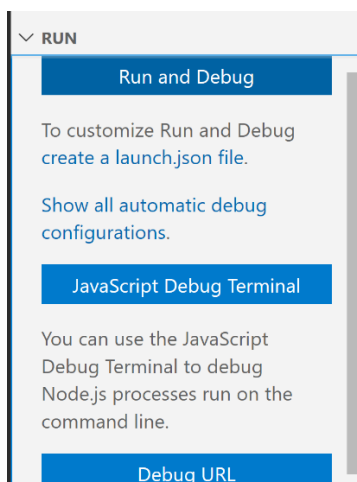 RUN
Run and Debug
To customize Run and Debug
create a launch.json file.
Show all automatic debug
configurations.
JavaScript Debug Terminal
You can use the JavaScript
Debug Terminal to debug
Node.js processes run on the
command line.
Debug URL